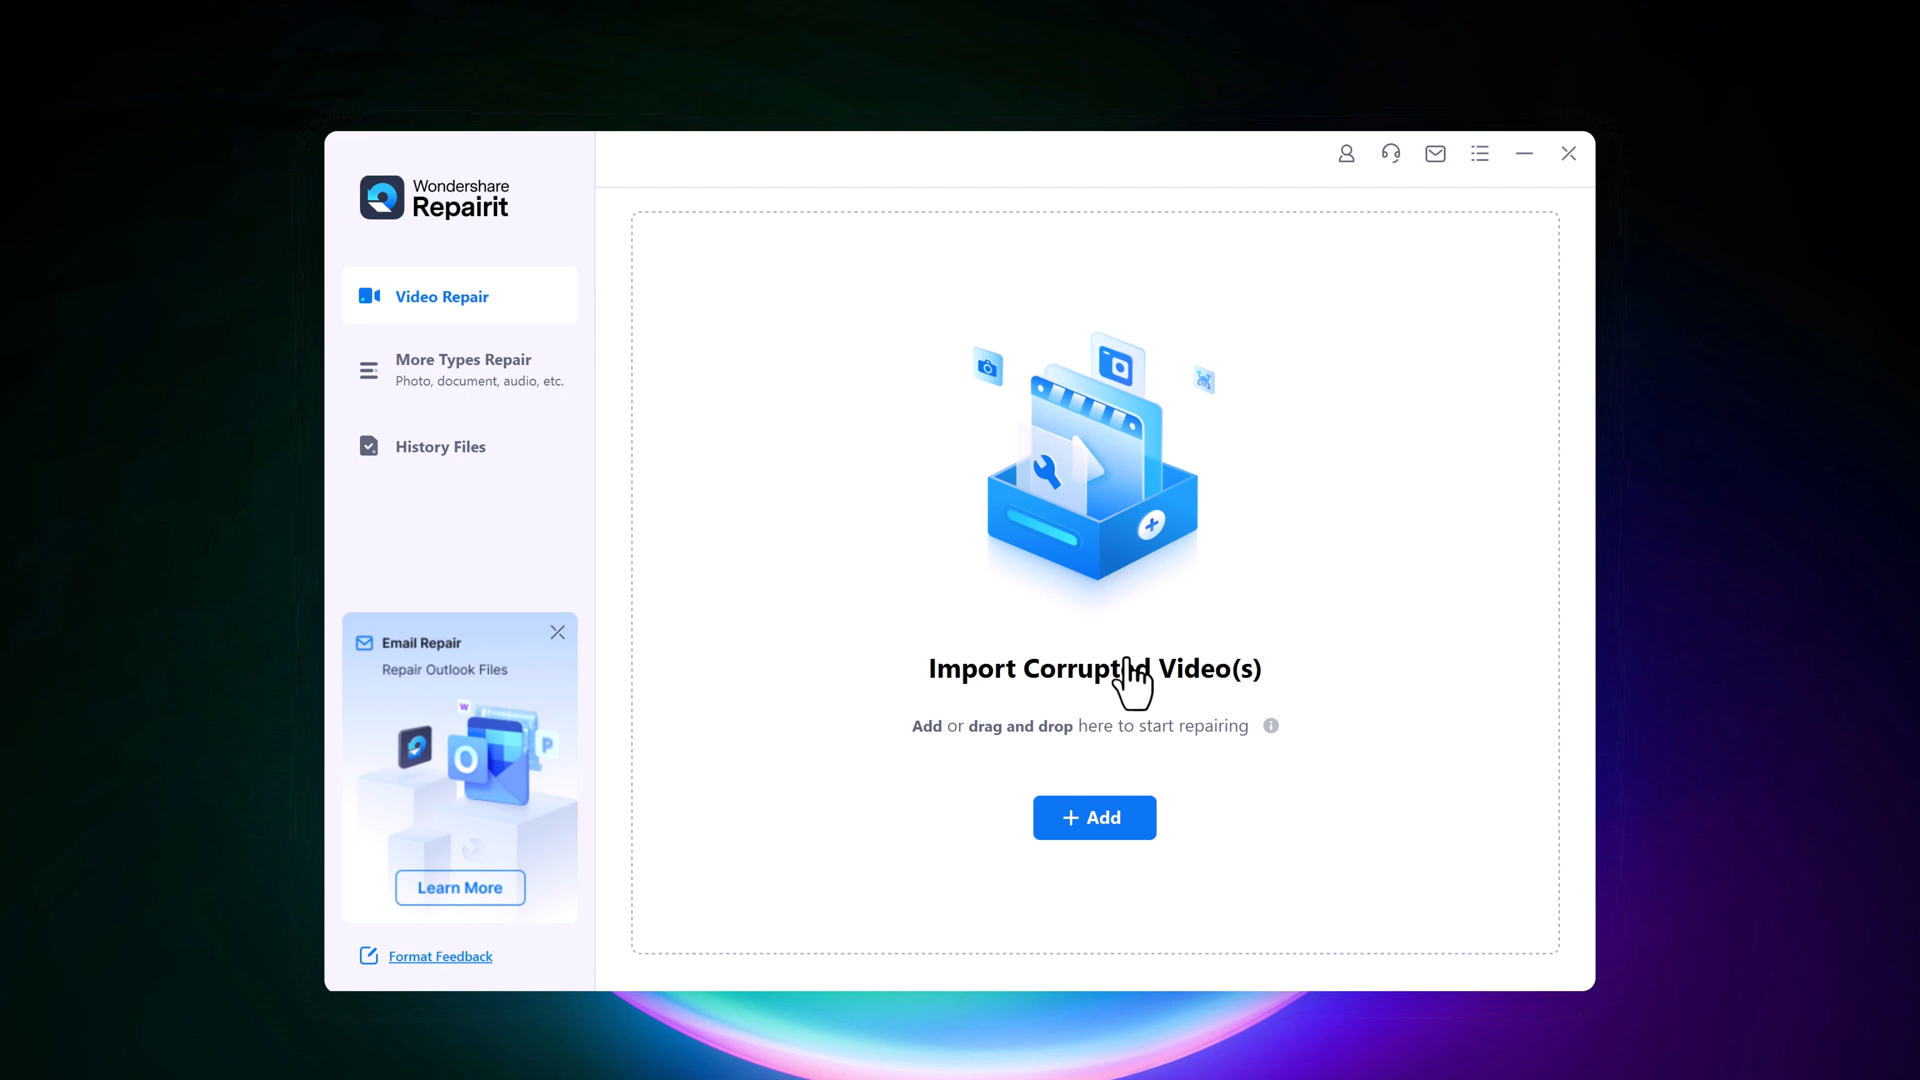 Wondershare
Repairit
Video Repair
More Types Repair
Photo, document, audio, etc.
History Files
Email Repair
Repair Outlook Files
W
P
O
Learn More
Format Feedback
Import Corrupted Video(s)
Add or drag and drop here to start repairing
+ Add